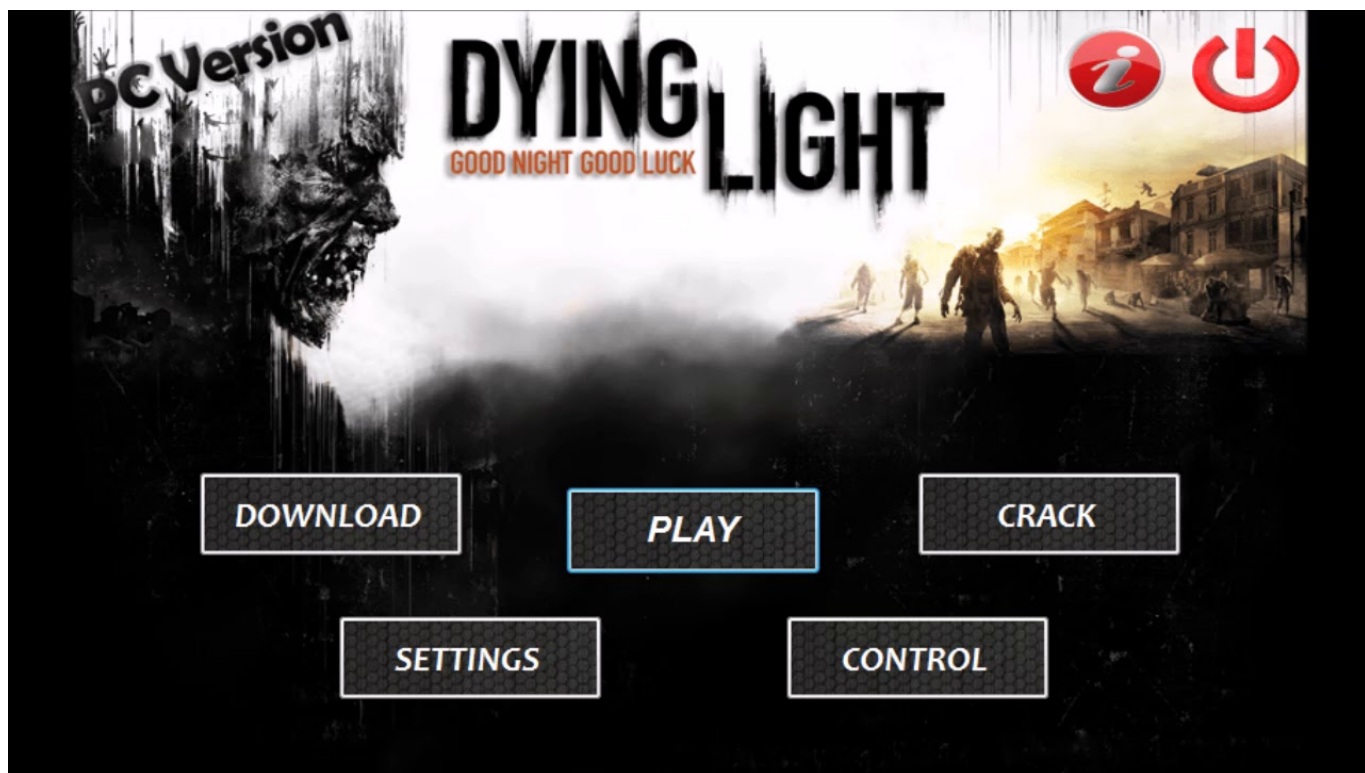 PC Version
DYING LIGHT
GOOD NIGHT GOOD LUCK
i
DOWNLOAD
PLAY
CRACK
SETTINGS
CONTROL